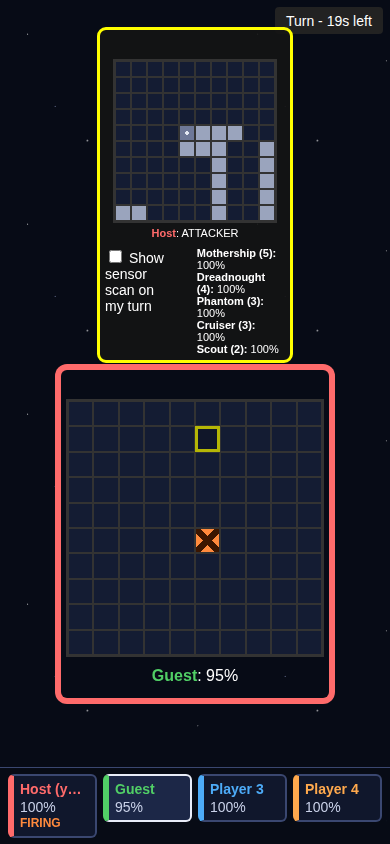 Turn - 19s left
Host: ATTACKER
Show
sensor
scan on
my turn
Mothership (5):
100%
Dreadnought
(4): 100%
Phantom (3):
100%
Cruiser (3):
100%
Scout (2): 100%
Guest: 95%
Host (y…
100%
FIRING
Guest
95%
Player 3
100%
Player 4
100%